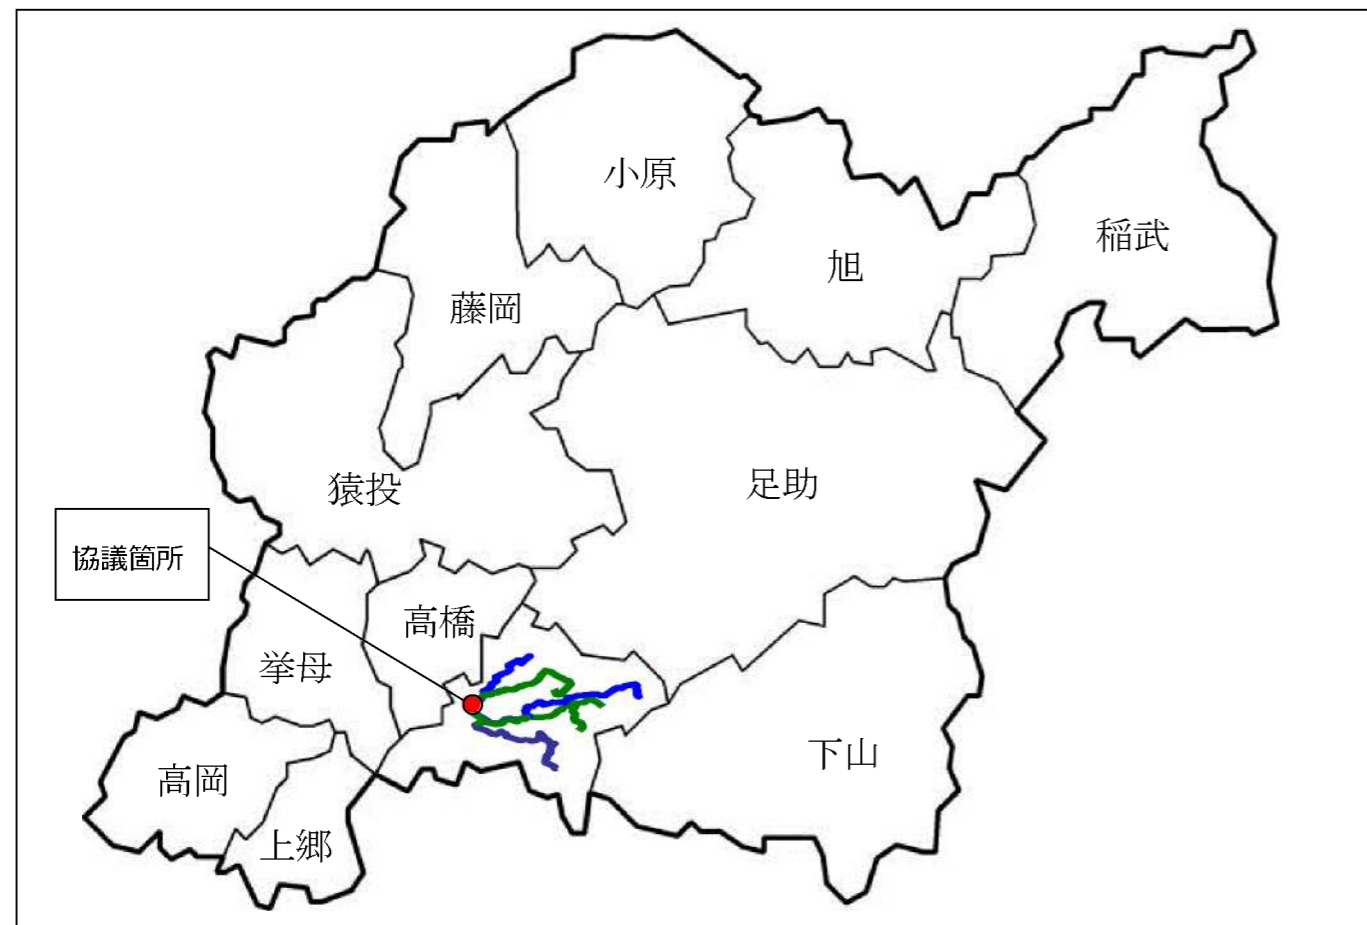 小原
稲武
旭
藤岡
猿投
足助
協議箇所
高橋
挙母
下山
高岡
上郷